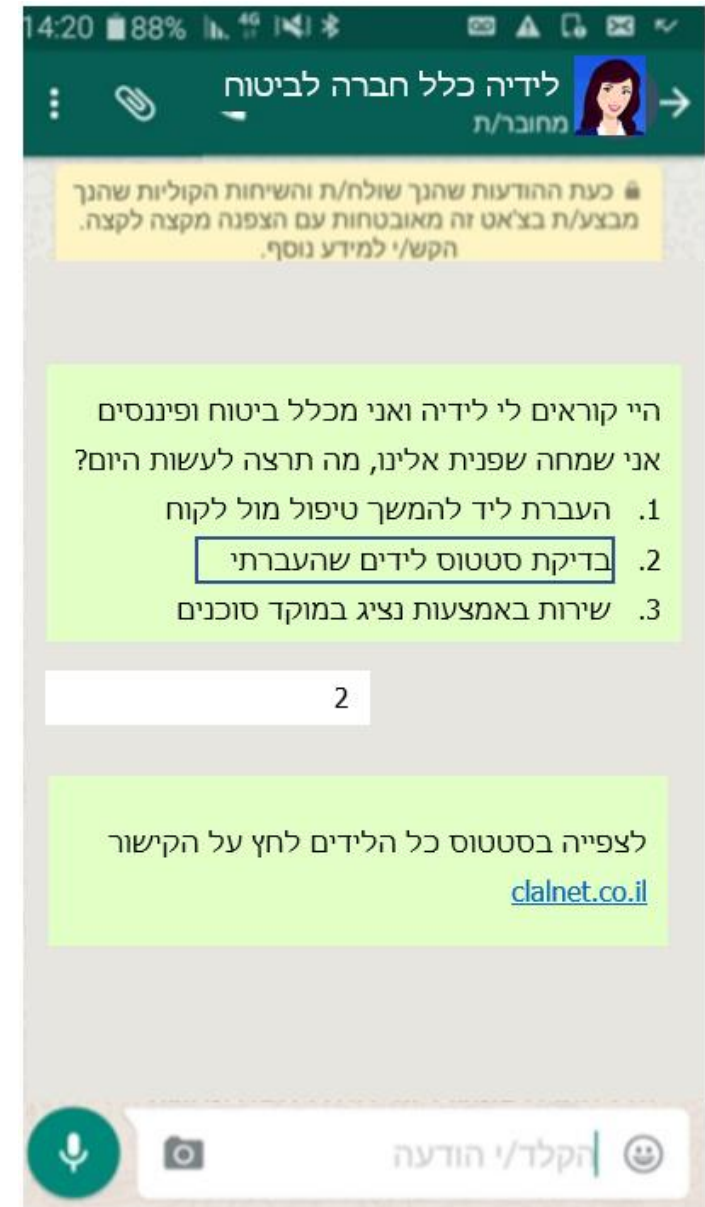 14:20 88% 4G
לידיה כלל חברה לביטוח
מחובר/ת
כעת ההודעות שהנך שולח/ת והשיחות הקוליות שהנך
מבצע/ת בצ'אט זה מאובטחות עם הצפנה מקצה לקצה.
הקש/י למידע נוסף.
היי קוראים לי לידיה ואני מכלל ביטוח ופיננסים
אני שמחה שפנית אלינו, מה תרצה לעשות היום?
1. העברת ליד להמשך טיפול מול לקוח
2. בדיקת סטטוס לידים שהעברתי
3. שירות באמצעות נציג במוקד סוכנים
2
לצפייה בסטטוס כל הלידים לחץ על הקישור
clalnet.co.il
הקלד/י הודעה